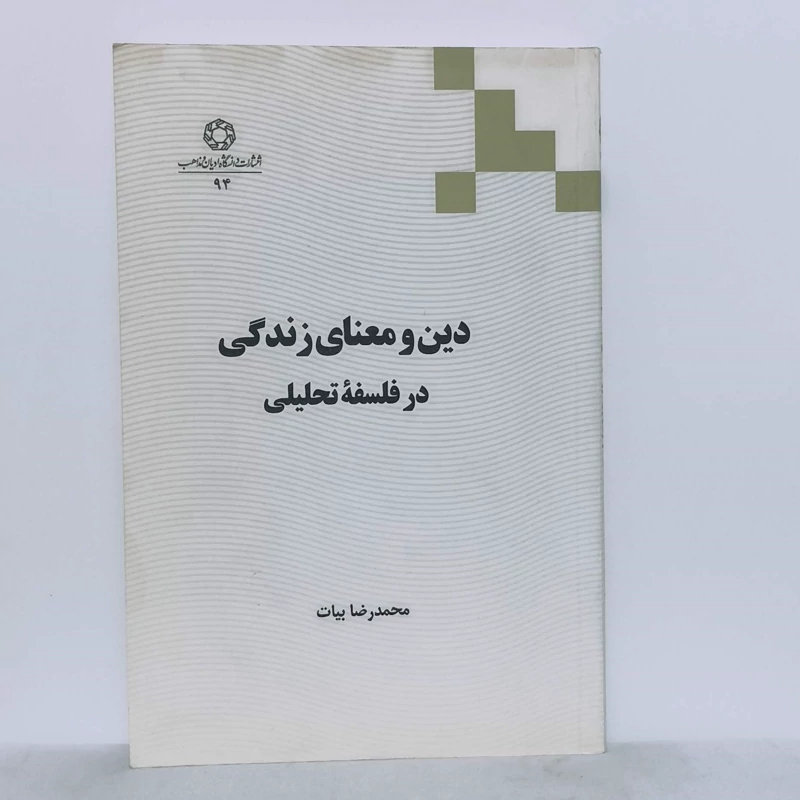 انتشارات دانشگاه ادیان و مذاهب
۹۴
دین و معنای زندگی
در فلسفهٔ تحلیلی
محمدرضا بیات